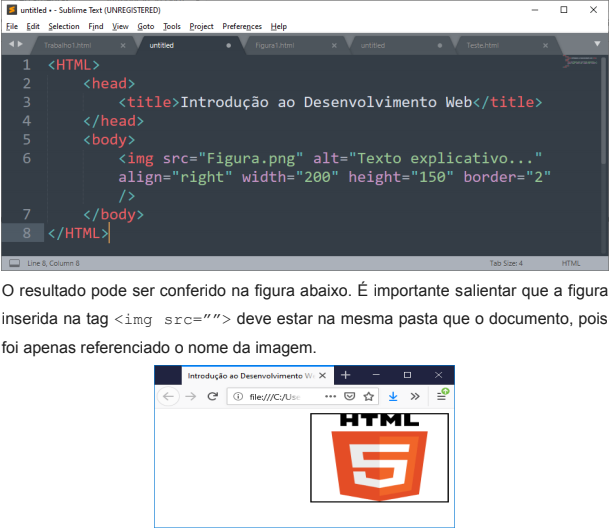 untitled • - Sublime Text (UNREGISTERED)
File Edit Selection Find View Goto Tools Project Preferences Help
Trabalho1.html × untitled • Figura1.html × untitled • Teste.html ×
1 <HTML>
2 <head>
3 <title>Introdução ao Desenvolvimento Web</title>
4 </head>
5 <body>
6 <img src="Figura.png" alt="Texto explicativo..."
align="right" width="200" height="150" border="2"
/>
7 </body>
8 </HTML>
Line 8, Column 8 Tab Size: 4 HTML
O resultado pode ser conferido na figura abaixo. É importante salientar que a figura
inserida na tag <img src=””> deve estar na mesma pasta que o documento, pois
foi apenas referenciado o nome da imagem.
Introdução ao Desenvolvimento W
file:///C:/Use
HTML
5